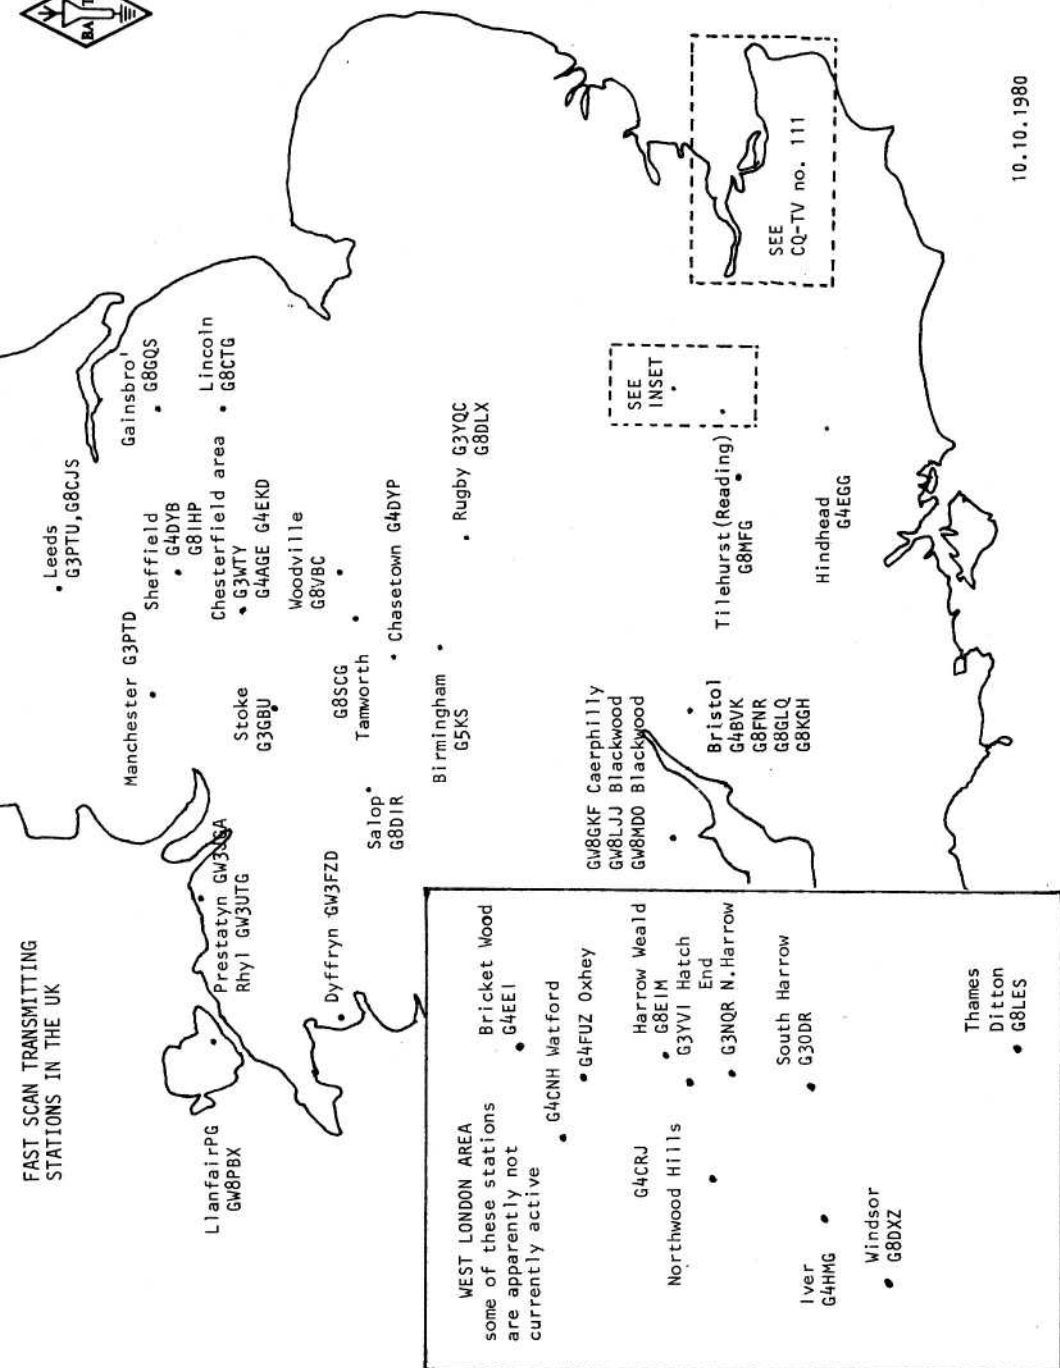 FAST SCAN TRANSMITTING
STATIONS IN THE UK
LlanfairPG
GW8PBX
Prestatyn GW3JGA
Rhyl GW3UTG
Dyffryn GW3FZD
Manchester G3PTD
Leeds
G3PTU,G8CJS
Sheffield
G4DYB
G8IHP
Gainsbro'
G8GQS
Lincoln
G8CTG
Chesterfield area
G3WTY
G4AGE G4EKD
Stoke
G3GBU
Woodville
G8VBC
G8SCG
Tamworth
Chasetown G4DYP
Salop
G8DIR
Birmingham
G5KS
Rugby G3YQC
G8DLX
GW8GKF Caerphilly
GW8LJJ Blackwood
GW8MDO Blackwood
Bristol
G4BVK
G8FNR
G8GLQ
G8KGH
Tilehurst(Reading)
G8MFG
SEE
INSET
Hindhead
G4EGG
SEE
CQ-TV no. 111
10.10.1980
BA
WEST LONDON AREA
some of these stations
are apparently not
currently active
Bricket Wood
G4EEI
G4CNH Watford
G4FUZ Oxhey
Harrow Weald
G8EIM
G4CRJ
Northwood Hills
G3YVI Hatch
End
G3NQR N.Harrow
South Harrow
G3ODR
Iver
G4HMG
Windsor
G8DXZ
Thames
Ditton
G8LES